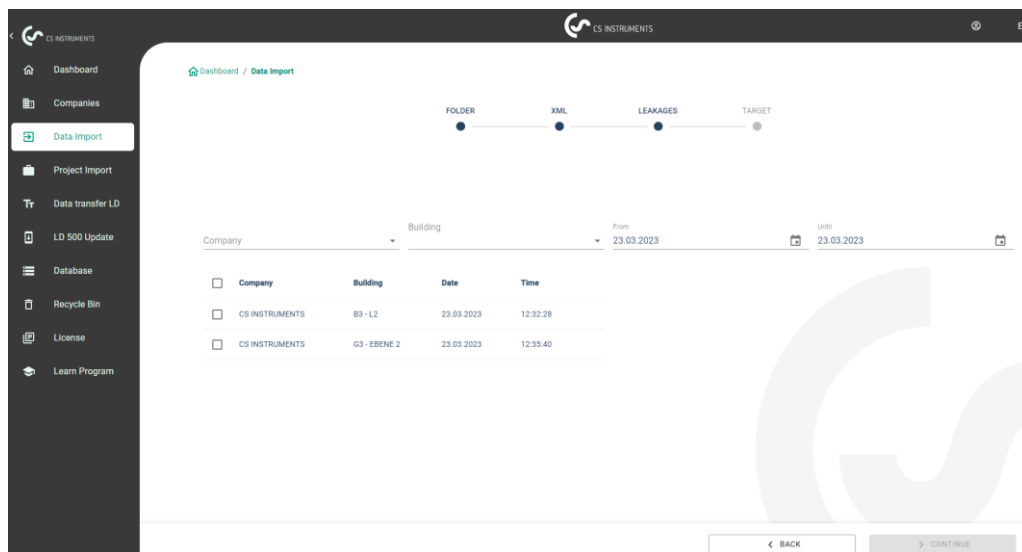 CS INSTRUMENTS
CS INSTRUMENTS
Dashboard
Companies
Data Import
Project Import
Data transfer LD
LD 500 Update
Database
Recycle Bin
License
Learn Program
Dashboard / Data Import
FOLDER XML LEAKAGES TARGET
Company
Building
From
23.03.2023
Until
23.03.2023
Company Building Date Time
CS INSTRUMENTS B3 - L2 23.03.2023 12:32:28
CS INSTRUMENTS G3 - EBENE 2 23.03.2023 12:35:40
BACK
CONTINUE